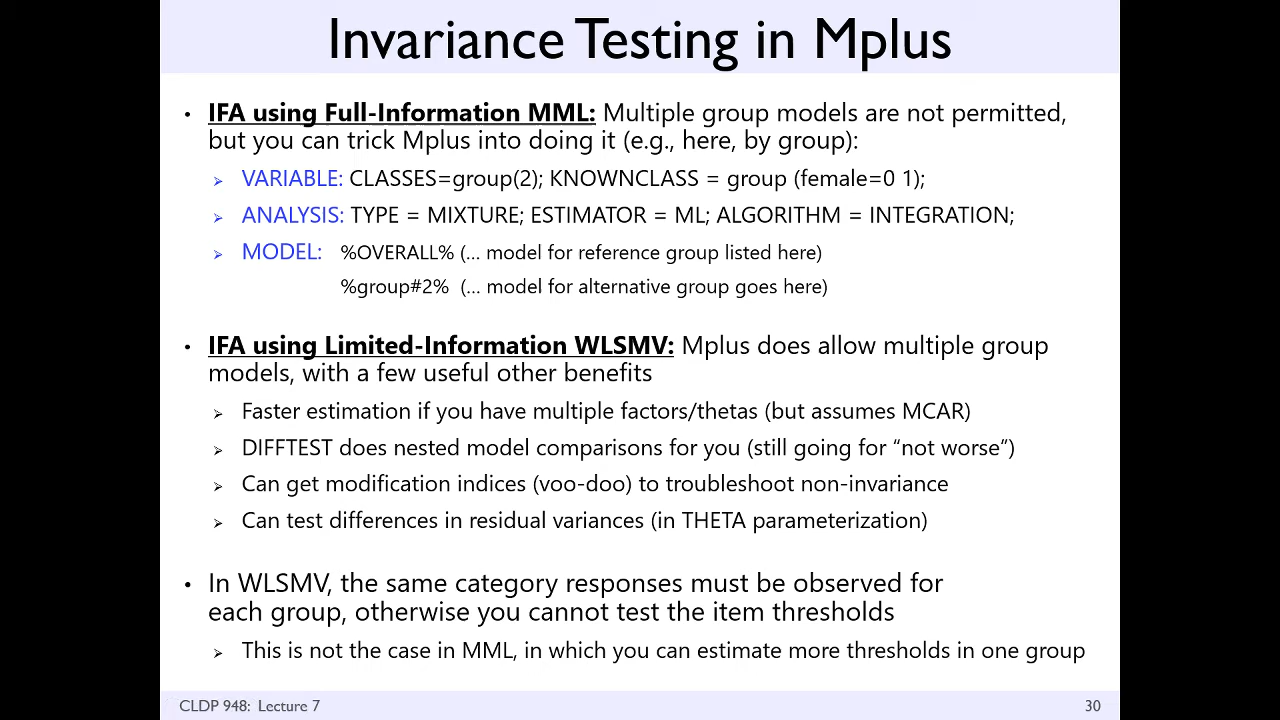 Invariance Testing in Mplus
• IFA using Full-Information MML: Multiple group models are not permitted,
but you can trick Mplus into doing it (e.g., here, by group):
➢ VARIABLE: CLASSES=group(2); KNOWNCLASS = group (female=0 1);
➢ ANALYSIS: TYPE = MIXTURE; ESTIMATOR = ML; ALGORITHM = INTEGRATION;
➢ MODEL: %OVERALL% (… model for reference group listed here)
%group#2% (… model for alternative group goes here)
• IFA using Limited-Information WLSMV: Mplus does allow multiple group
models, with a few useful other benefits
➢ Faster estimation if you have multiple factors/thetas (but assumes MCAR)
➢ DIFFTEST does nested model comparisons for you (still going for “not worse”)
➢ Can get modification indices (voo-doo) to troubleshoot non-invariance
➢ Can test differences in residual variances (in THETA parameterization)
• In WLSMV, the same category responses must be observed for
each group, otherwise you cannot test the item thresholds
➢ This is not the case in MML, in which you can estimate more thresholds in one group
CLDP 948: Lecture 7
30